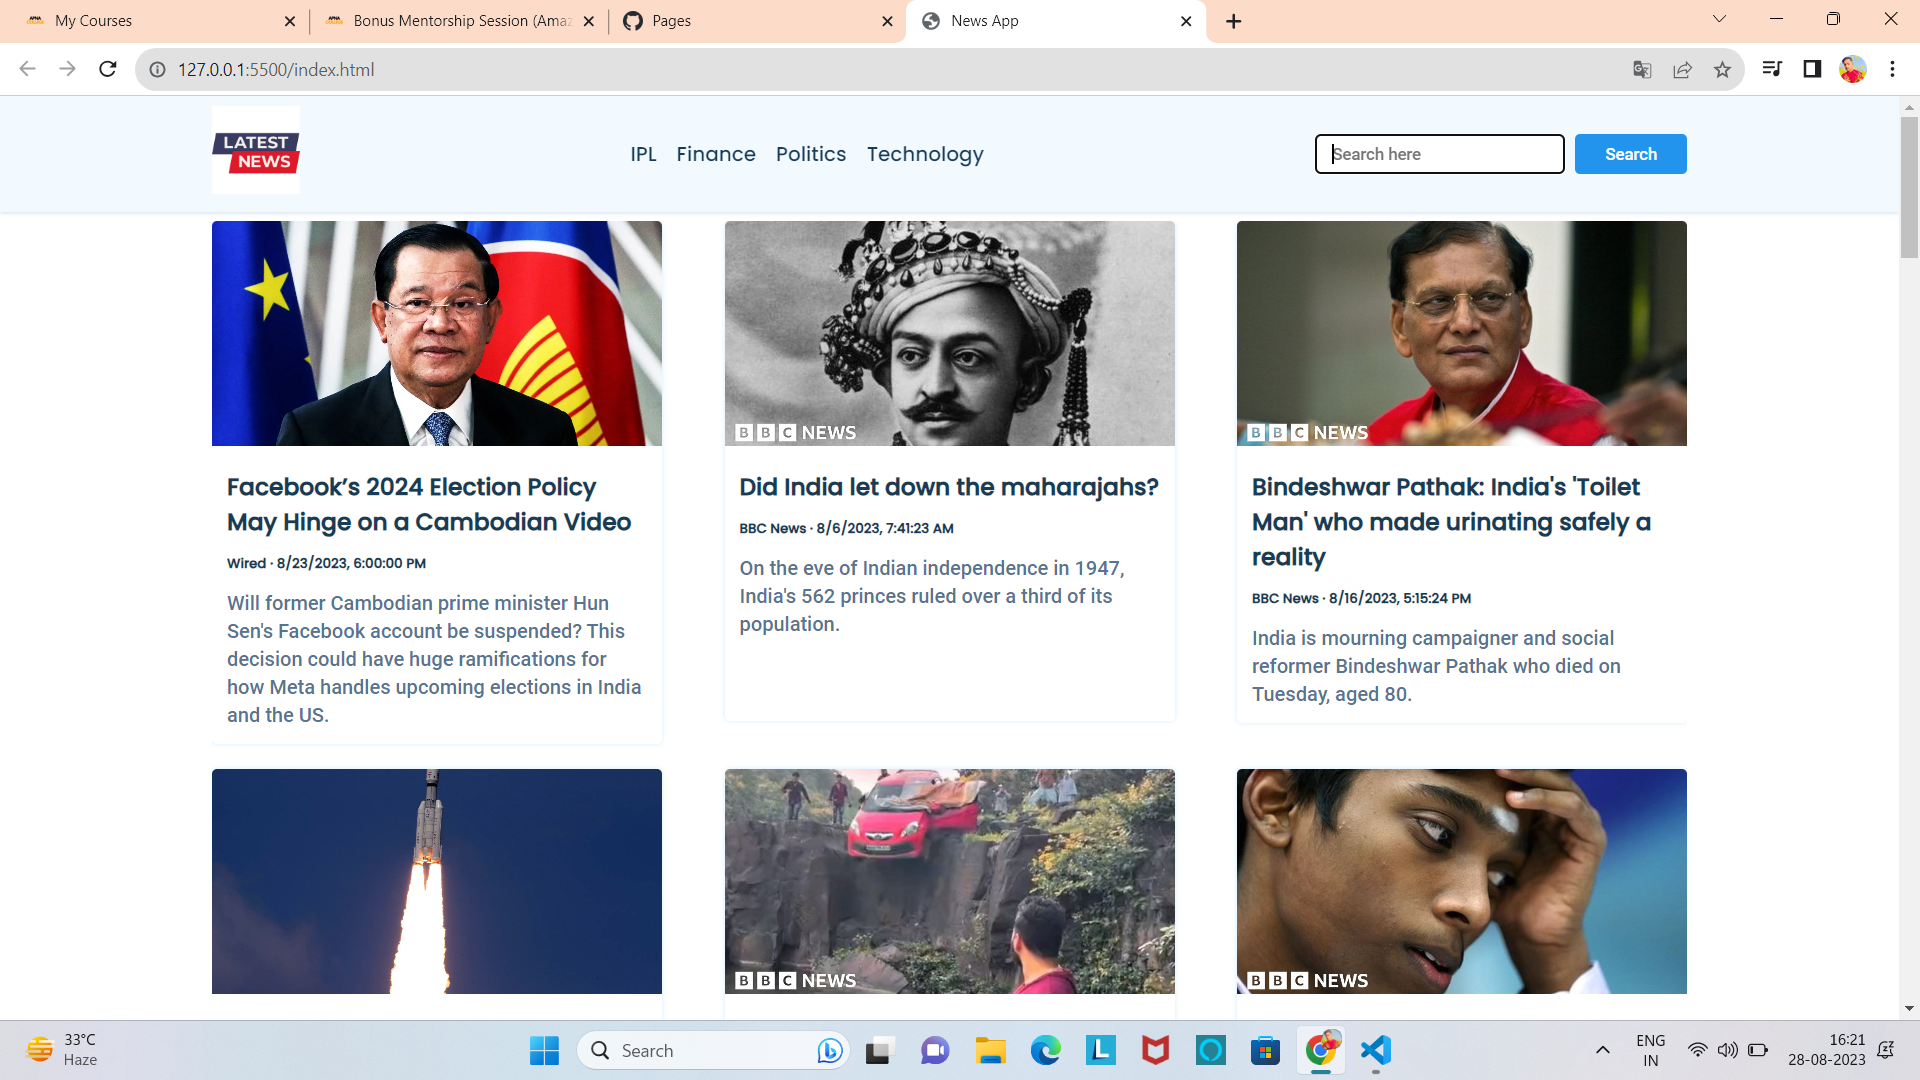 My Courses
Bonus Mentorship Session (Amaz
Pages
News App
127.0.0.1:5500/index.html
LATEST
NEWS
IPL
Finance
Politics
Technology
Search here
Search
BBC NEWS
BBC NEWS
Facebook’s 2024 Election Policy
May Hinge on a Cambodian Video
Wired · 8/23/2023, 6:00:00 PM
Will former Cambodian prime minister Hun
Sen's Facebook account be suspended? This
decision could have huge ramifications for
how Meta handles upcoming elections in India
and the US.
Did India let down the maharajahs?
BBC News · 8/6/2023, 7:41:23 AM
On the eve of Indian independence in 1947,
India's 562 princes ruled over a third of its
population.
Bindeshwar Pathak: India's 'Toilet
Man' who made urinating safely a
reality
BBC News · 8/16/2023, 5:15:24 PM
India is mourning campaigner and social
reformer Bindeshwar Pathak who died on
Tuesday, aged 80.
BBC NEWS
BBC NEWS
33°C
Haze
Search
ENG
IN
16:21
28-08-2023